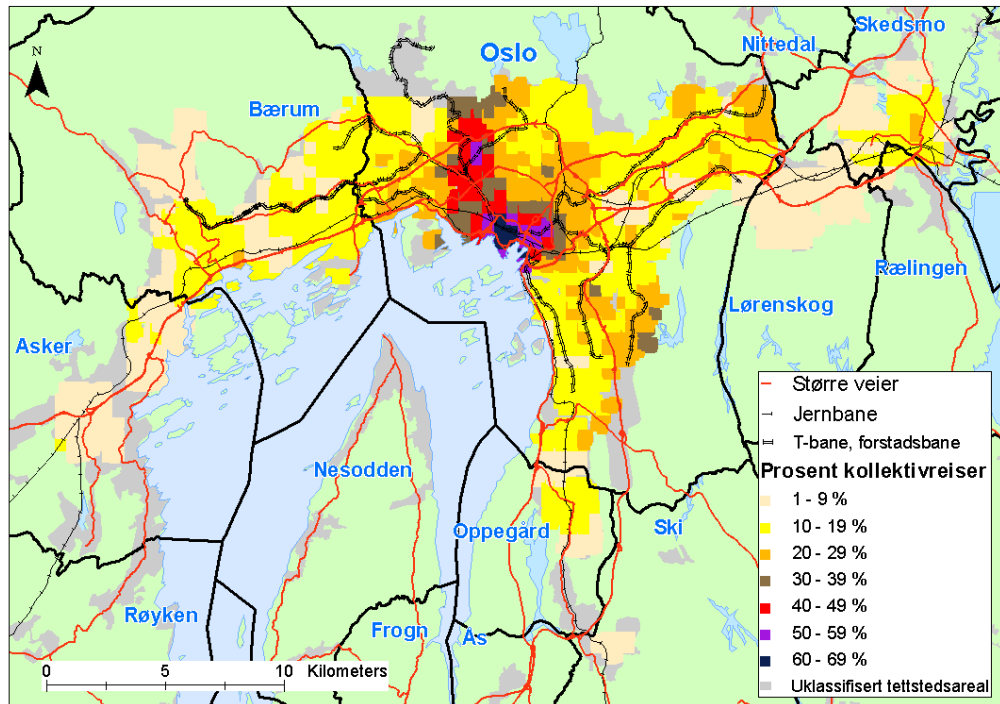 Skedsmo
Nittedal
Oslo
N
Bærum
Rælingen
Lørenskog
Asker
Nesodden
Oppegård
Ski
Røyken
Frogn
Ås
0 5 10 Kilometers
Større veier
Jernbane
T-bane, forstadsbane
Prosent kollektivreiser
1 - 9 %
10 - 19 %
20 - 29 %
30 - 39 %
40 - 49 %
50 - 59 %
60 - 69 %
Uklassifisert tettstedsareal